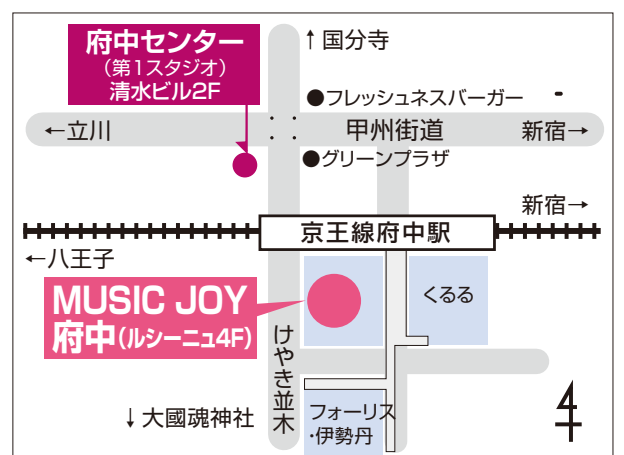 府中センター
（第1スタジオ）
清水ビル2F
↑国分寺
●フレッシュネスバーガー
←立川
甲州街道
新宿→
●グリーンプラザ
新宿→
京王線府中駅
←八王子
MUSIC JOY
府中(ルシーニュ4F)
くるる
けやき並木
↓大國魂神社
フォーリス
・伊勢丹